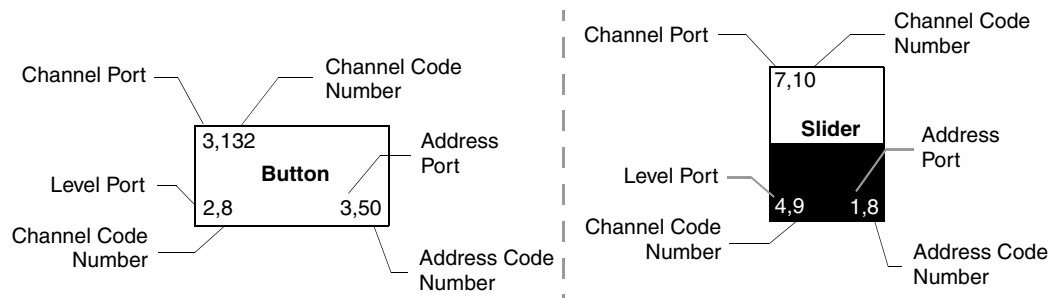 Channel Port
Channel Code
Number
3,132
Button
Address
Port
Level Port
2,8
3,50
Channel Code
Number
Address Code
Number
Channel Port
Channel Code
Number
7,10
Slider
Address
Port
Level Port
4,9
1,8
Channel Code
Number
Address Code
Number